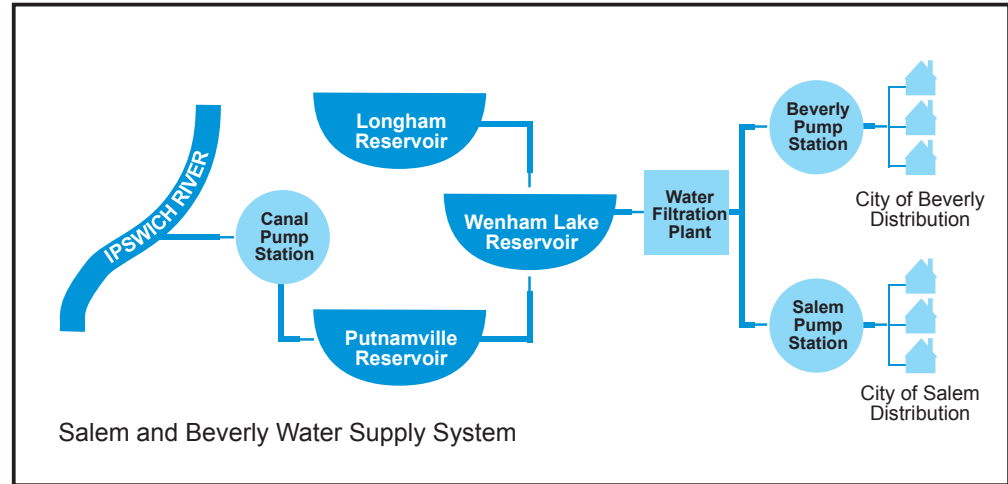 IPSWICH RIVER
Canal
Pump
Station
Longham
Reservoir
Putnamville
Reservoir
Wenham Lake
Reservoir
Water
Filtration
Plant
Beverly
Pump
Station
City of Beverly
Distribution
Salem
Pump
Station
City of Salem
Distribution
Salem and Beverly Water Supply System